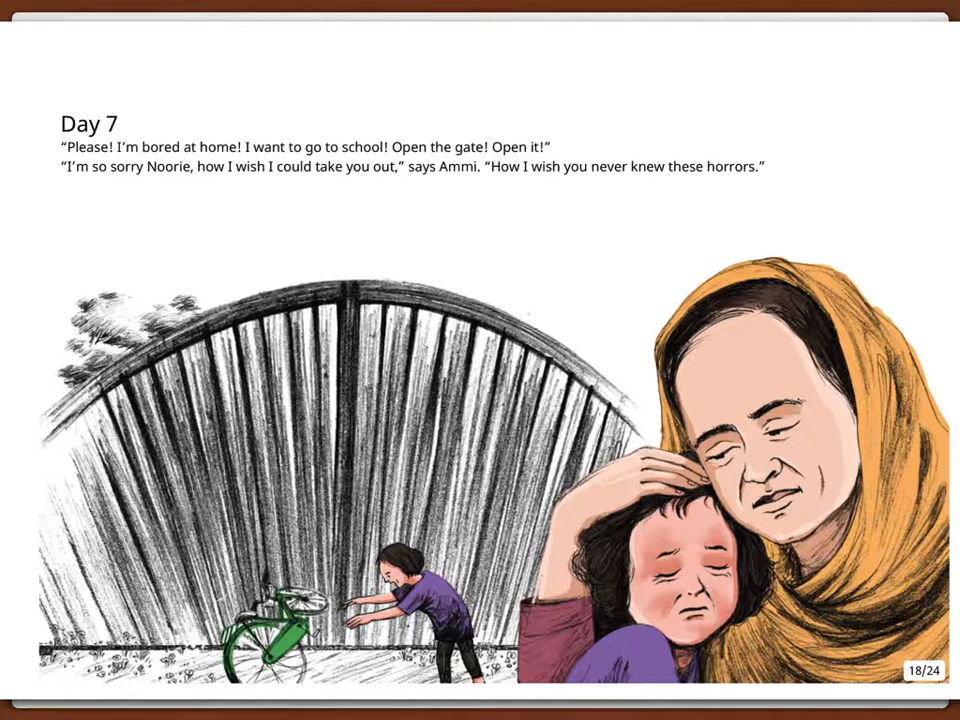 Day 7
“Please! I’m bored at home! I want to go to school! Open the gate! Open it!”
“I’m so sorry Noorie, how I wish I could take you out,” says Ammi. “How I wish you never knew these horrors.”
18/24